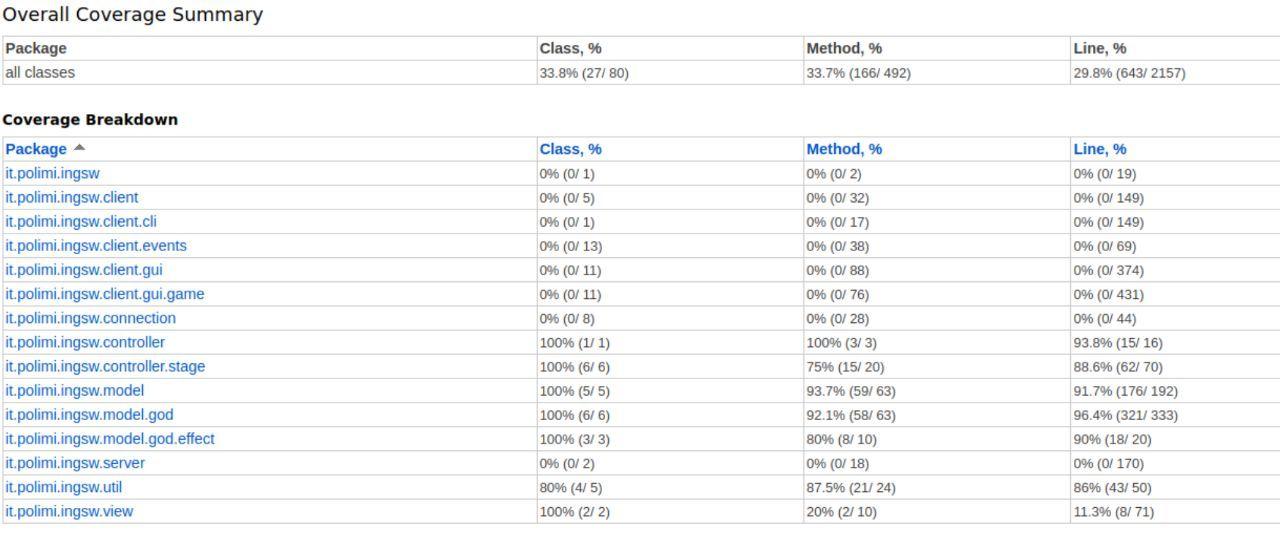 Overall Coverage Summary
Package Class, % Method, % Line, %
all classes 33.8% (27/ 80) 33.7% (166/ 492) 29.8% (643/ 2157)
Coverage Breakdown
Package Class, % Method, % Line, %
it.polimi.ingsw 0% (0/ 1) 0% (0/ 2) 0% (0/ 19)
it.polimi.ingsw.client 0% (0/ 5) 0% (0/ 32) 0% (0/ 149)
it.polimi.ingsw.client.cli 0% (0/ 1) 0% (0/ 17) 0% (0/ 149)
it.polimi.ingsw.client.events 0% (0/ 13) 0% (0/ 38) 0% (0/ 69)
it.polimi.ingsw.client.gui 0% (0/ 11) 0% (0/ 88) 0% (0/ 374)
it.polimi.ingsw.client.gui.game 0% (0/ 11) 0% (0/ 76) 0% (0/ 431)
it.polimi.ingsw.connection 0% (0/ 8) 0% (0/ 28) 0% (0/ 44)
it.polimi.ingsw.controller 100% (1/ 1) 100% (3/ 3) 93.8% (15/ 16)
it.polimi.ingsw.controller.stage 100% (6/ 6) 75% (15/ 20) 88.6% (62/ 70)
it.polimi.ingsw.model 100% (5/ 5) 93.7% (59/ 63) 91.7% (176/ 192)
it.polimi.ingsw.model.god 100% (6/ 6) 92.1% (58/ 63) 96.4% (321/ 333)
it.polimi.ingsw.model.god.effect 100% (3/ 3) 80% (8/ 10) 90% (18/ 20)
it.polimi.ingsw.server 0% (0/ 2) 0% (0/ 18) 0% (0/ 170)
it.polimi.ingsw.util 80% (4/ 5) 87.5% (21/ 24) 86% (43/ 50)
it.polimi.ingsw.view 100% (2/ 2) 20% (2/ 10) 11.3% (8/ 71)